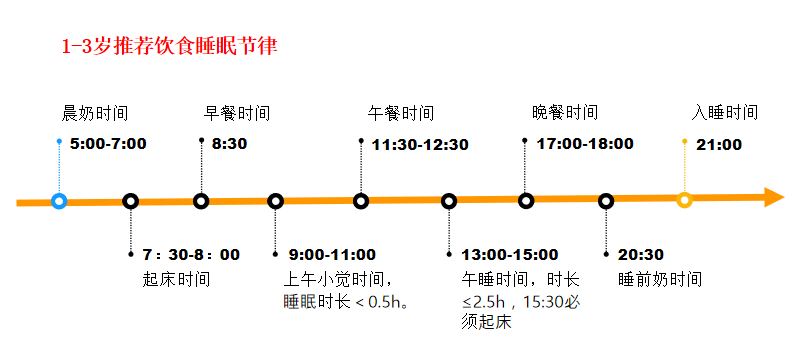 1-3岁推荐饮食睡眠节律
晨奶时间
5:00-7:00
早餐时间
8:30
午餐时间
11:30-12:30
晚餐时间
17:00-18:00
入睡时间
21:00
7：30-8：00
起床时间
9:00-11:00
上午小觉时间，
睡眠时长＜0.5h。
13:00-15:00
午睡时间，时长
≤2.5h，15:30必
须起床
20:30
睡前奶时间